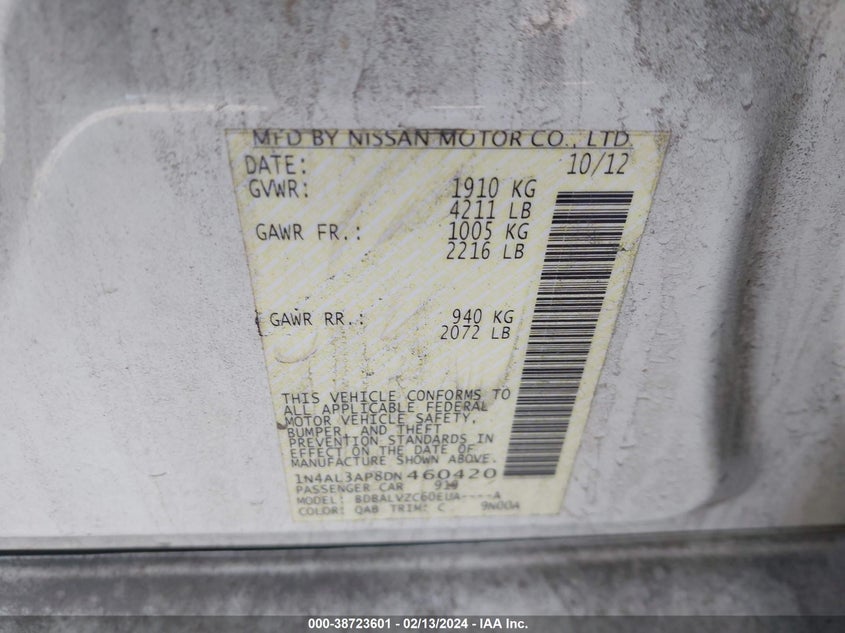 MFD BY NISSAN MOTOR CO., LTD.
DATE: 10/12
GVWR: 1910 KG
4211 LB
GAWR FR.: 1005 KG
2216 LB
GAWR RR.: 940 KG
2072 LB
THIS VEHICLE CONFORMS TO
ALL APPLICABLE FEDERAL
MOTOR VEHICLE SAFETY,
BUMPER, AND THEFT
PREVENTION STANDARDS IN
EFFECT ON THE DATE OF
MANUFACTURE SHOWN ABOVE.
1N4AL3AP8DN460420
PASSENGER CAR
MODEL: BDBALVZC60EUA----A
COLOR: QAB TRIM: C 9N00A
000-38723601 - 02/13/2024 - IAA Inc.